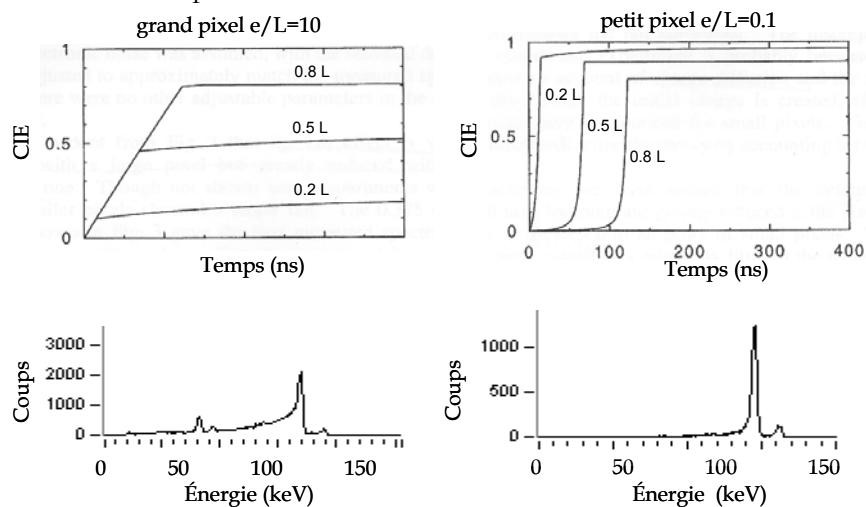 grand pixel e/L=10
CIE
1
0.5
0
0.8 L
0.5 L
0.2 L
Temps (ns)
petit pixel e/L=0.1
CIE
1
0.5
0
0.2 L
0.5 L
0.8 L
0 100 200 300 400
Temps (ns)
Coups
3000
2000
1000
0
0 50 100 150
Énergie (keV)
Coups
1000
500
0
0 50 100 150
Énergie (keV)